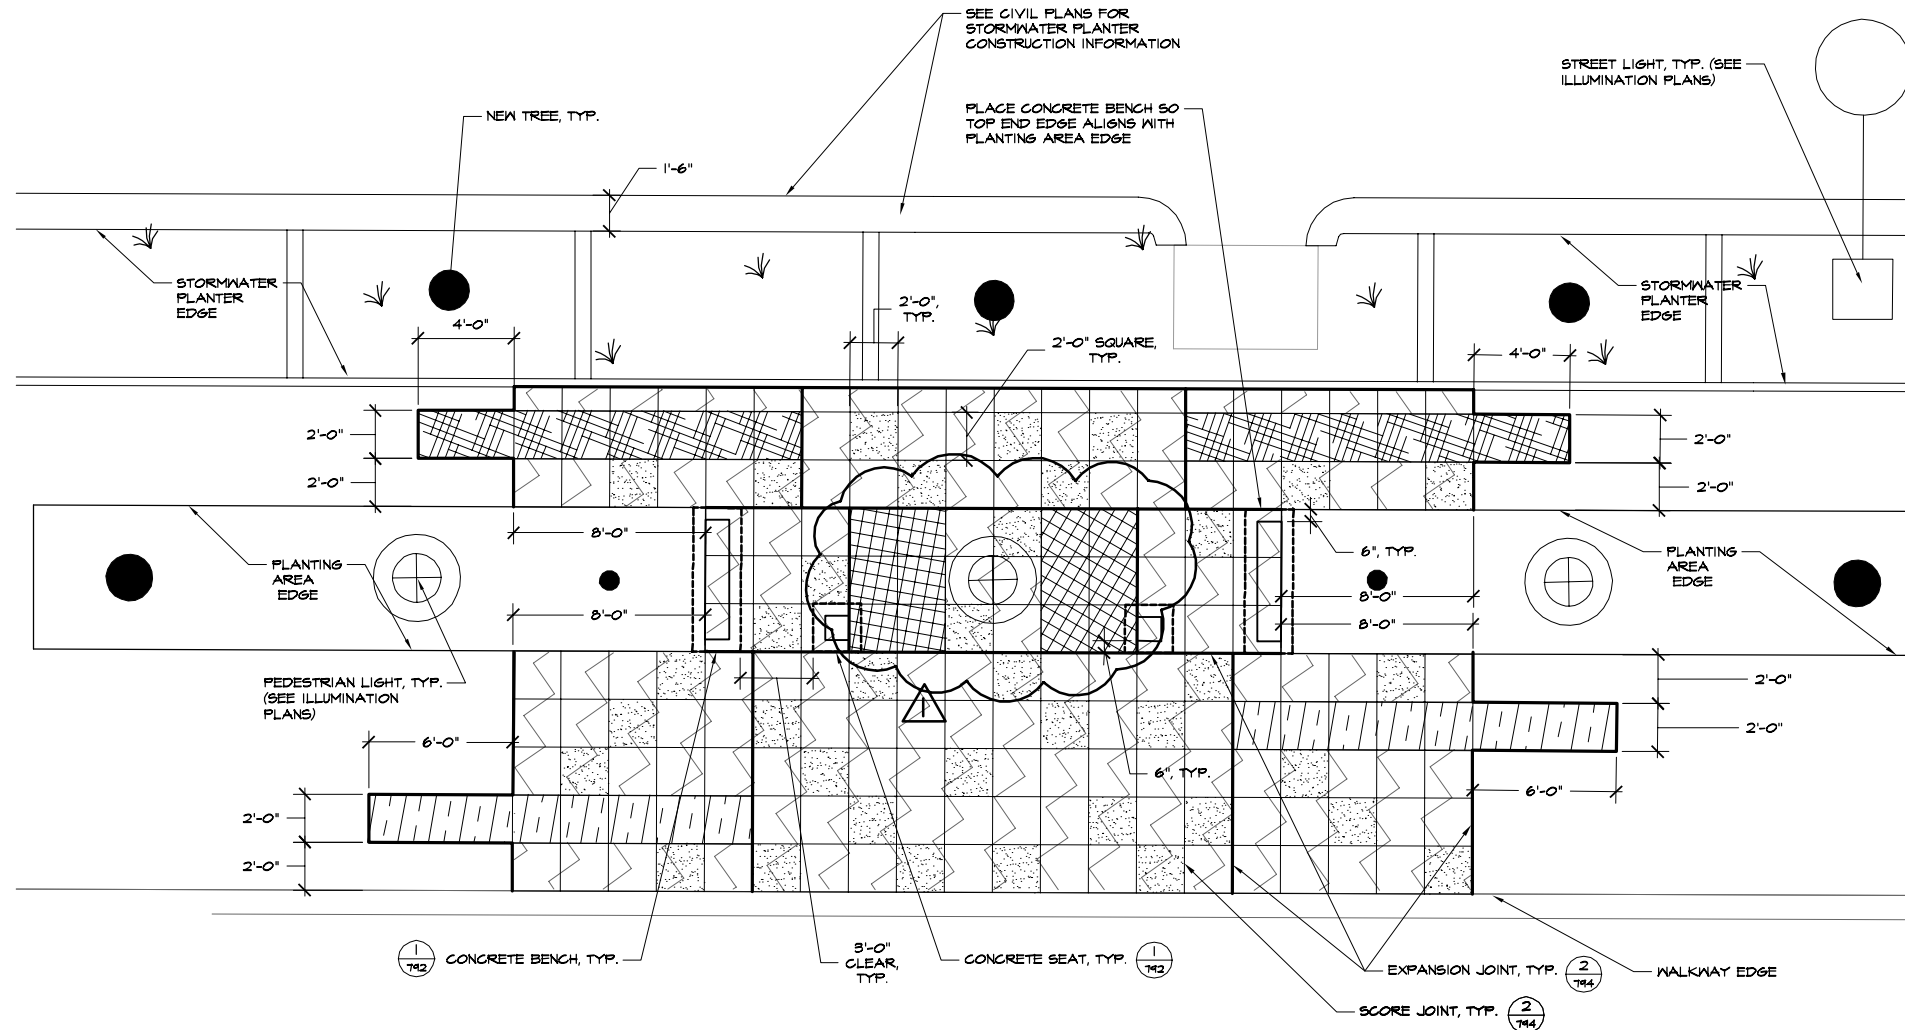 SEE CIVIL PLANS FOR
STORMWATER PLANTER
CONSTRUCTION INFORMATION
STREET LIGHT, TYP. (SEE
ILLUMINATION PLANS)
NEW TREE, TYP.
PLACE CONCRETE BENCH SO
TOP END EDGE ALIGNS WITH
PLANTING AREA EDGE
1'-6"
STORMWATER
PLANTER
EDGE
4'-0"
2'-0",
TYP.
2'-0" SQUARE,
TYP.
STORMWATER
PLANTER
EDGE
4'-0"
2'-0"
2'-0"
2'-0"
2'-0"
8'-0"
8'-0"
6", TYP.
8'-0"
8'-0"
PLANTING
AREA
EDGE
PLANTING
AREA
EDGE
PEDESTRIAN LIGHT, TYP.
(SEE ILLUMINATION
PLANS)
1
2'-0"
2'-0"
6'-0"
6", TYP.
6'-0"
2'-0"
2'-0"
1
792
CONCRETE BENCH, TYP.
3'-0"
CLEAR,
TYP.
CONCRETE SEAT, TYP.
1
792
EXPANSION JOINT, TYP.
2
794
WALKWAY EDGE
SCORE JOINT, TYP.
2
794